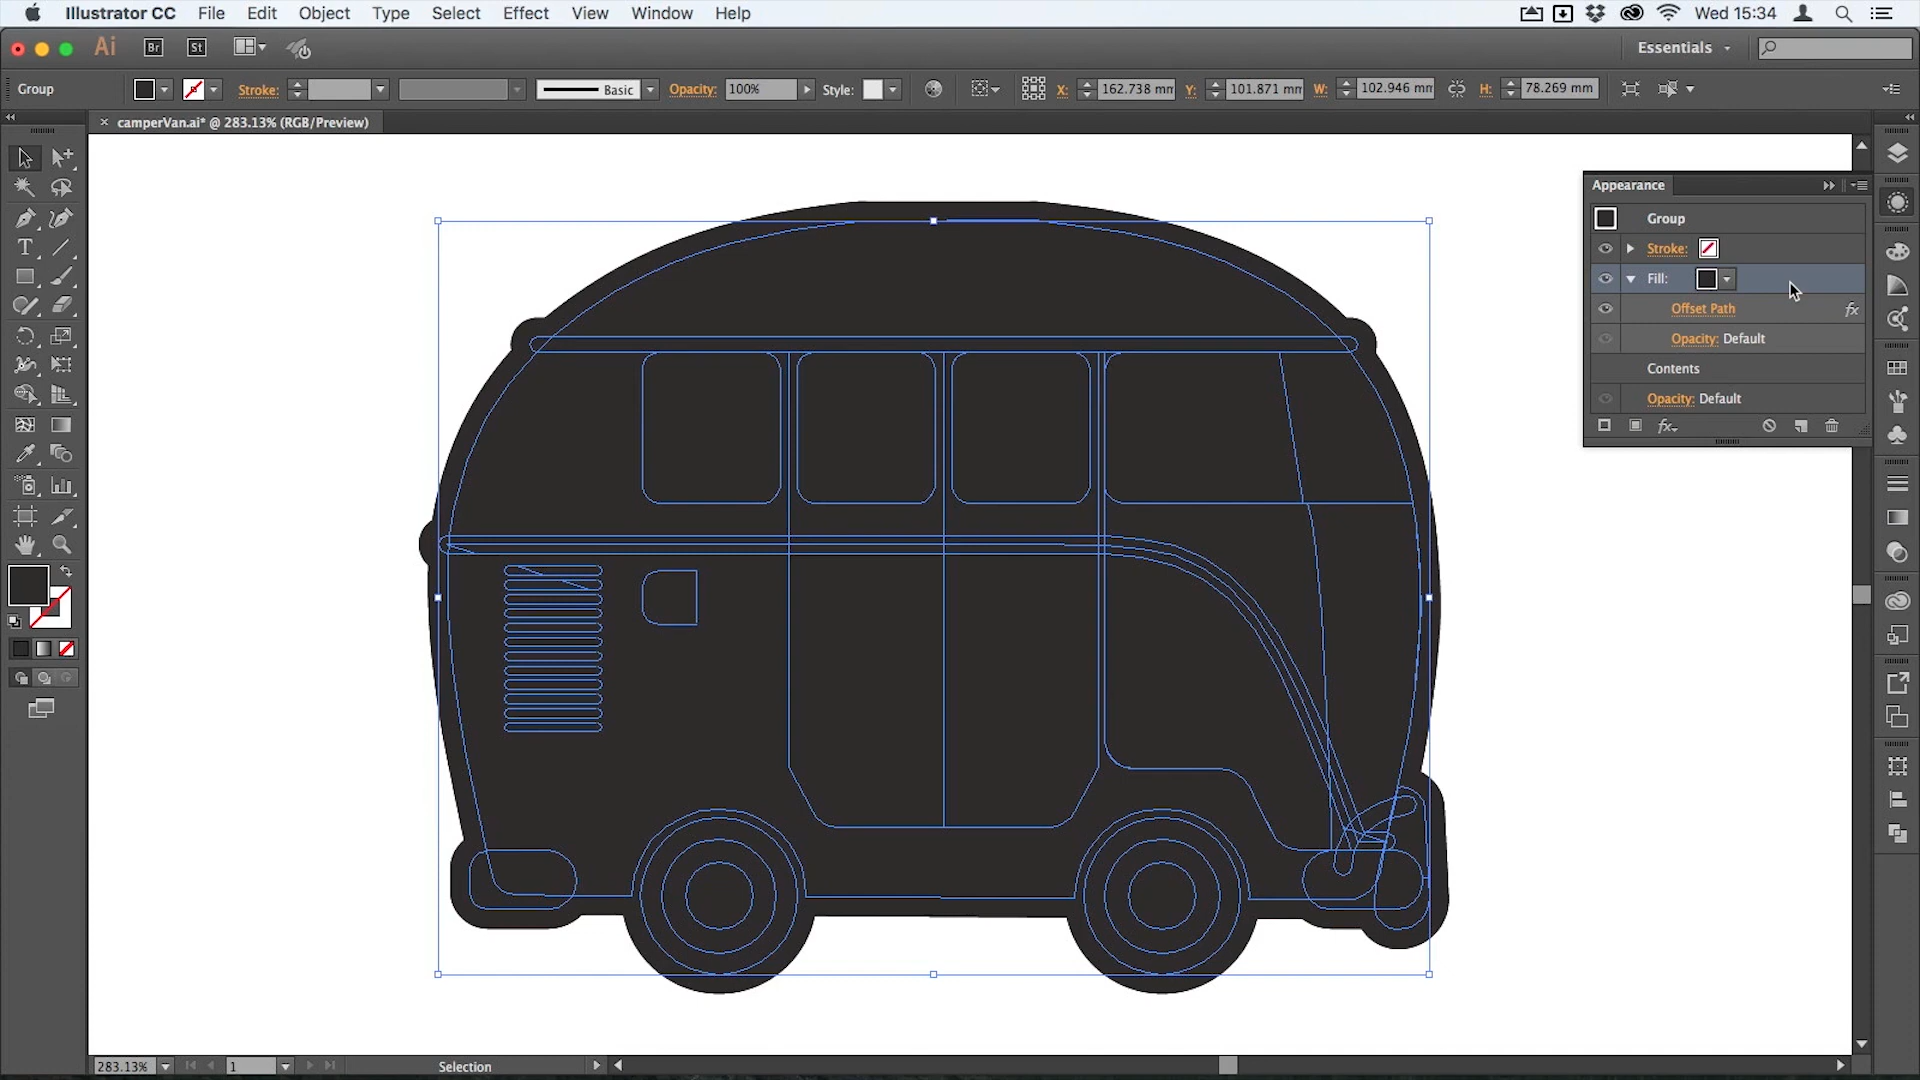 Illustrator CC File Edit Object Type Select Effect View Window Help Wed 15:34
Ai Br St Essentials
Group Stroke: Basic Opacity: 100% Style: X: 162.738 mm Y: 101.871 mm W: 102.946 mm H: 78.269 mm
× camperVan.ai* @ 283.13% (RGB/Preview)
Appearance
Group
Stroke:
Fill:
Offset Path fx
Opacity: Default
Contents
Opacity: Default
fx
T
283.13% 1 Selection